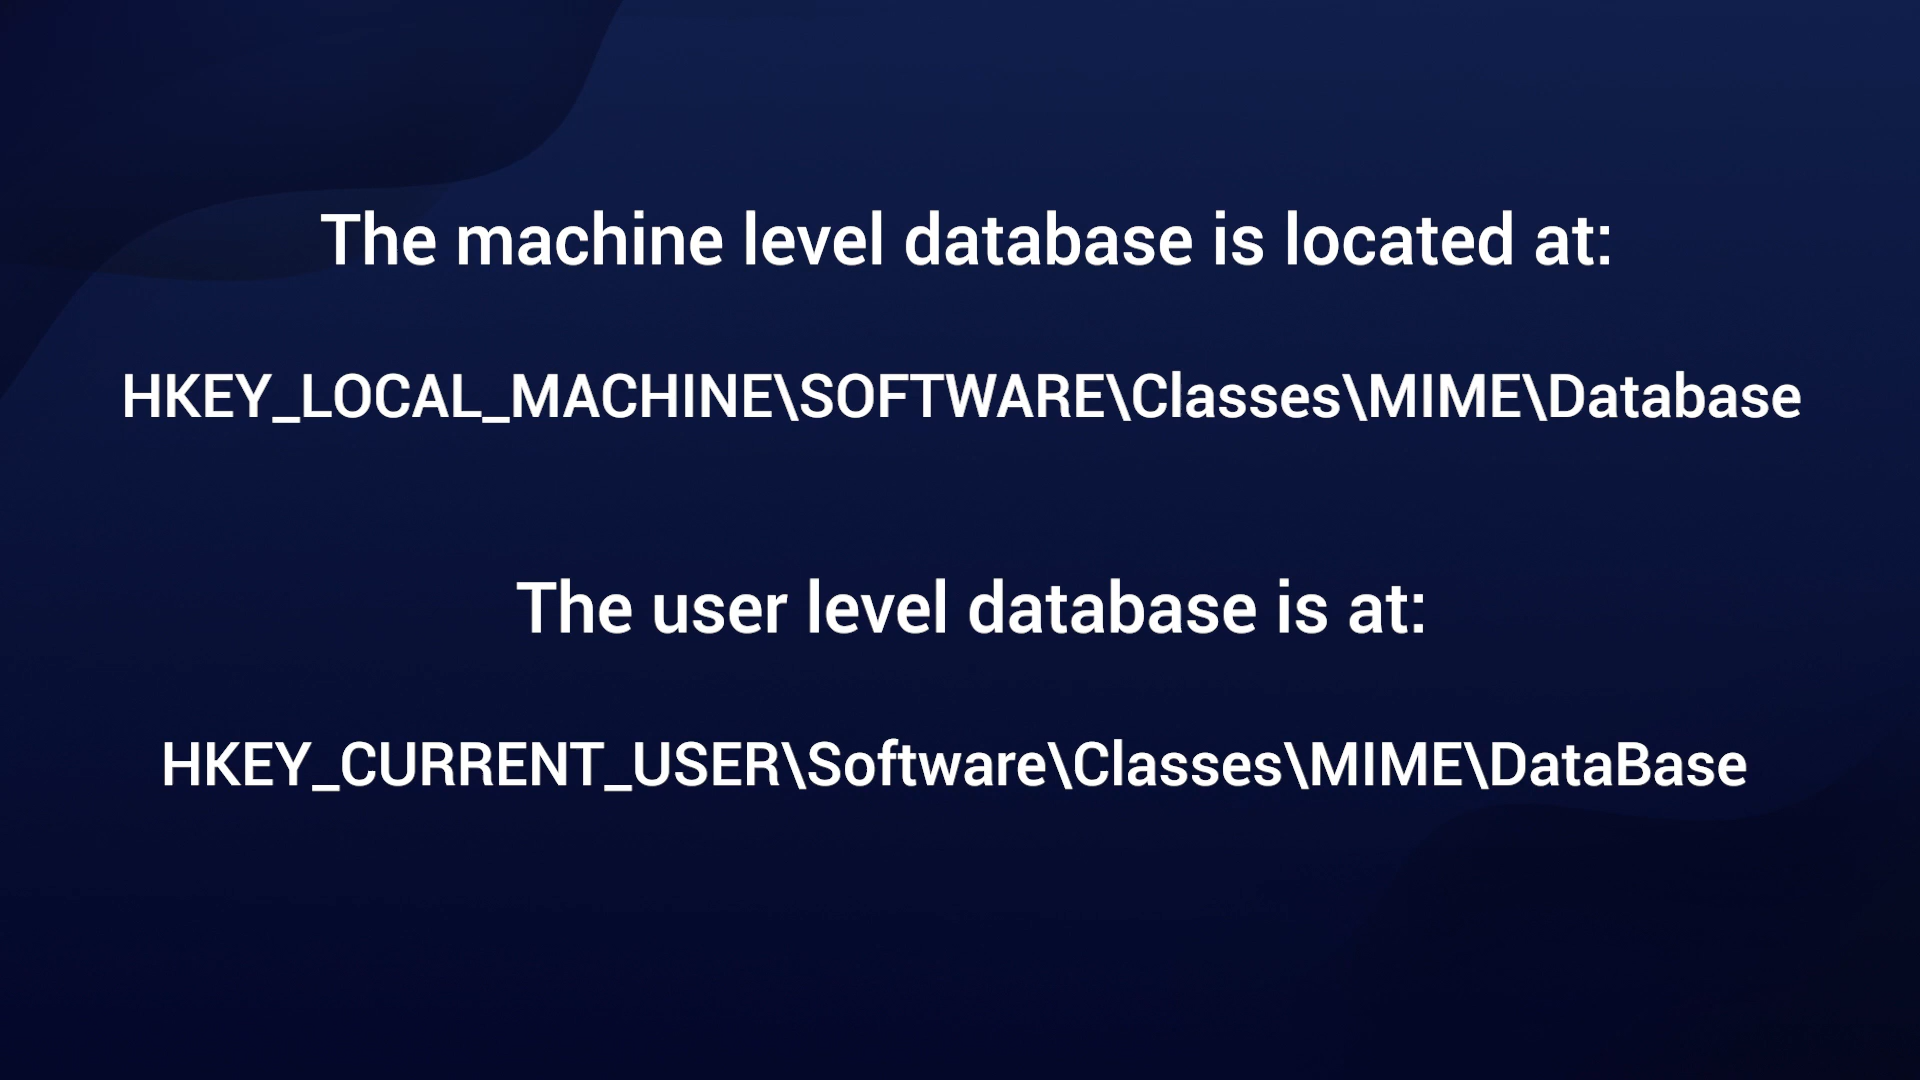 The machine level database is located at:
HKEY_LOCAL_MACHINE\SOFTWARE\Classes\MIME\Database
The user level database is at:
HKEY_CURRENT_USER\Software\Classes\MIME\DataBase